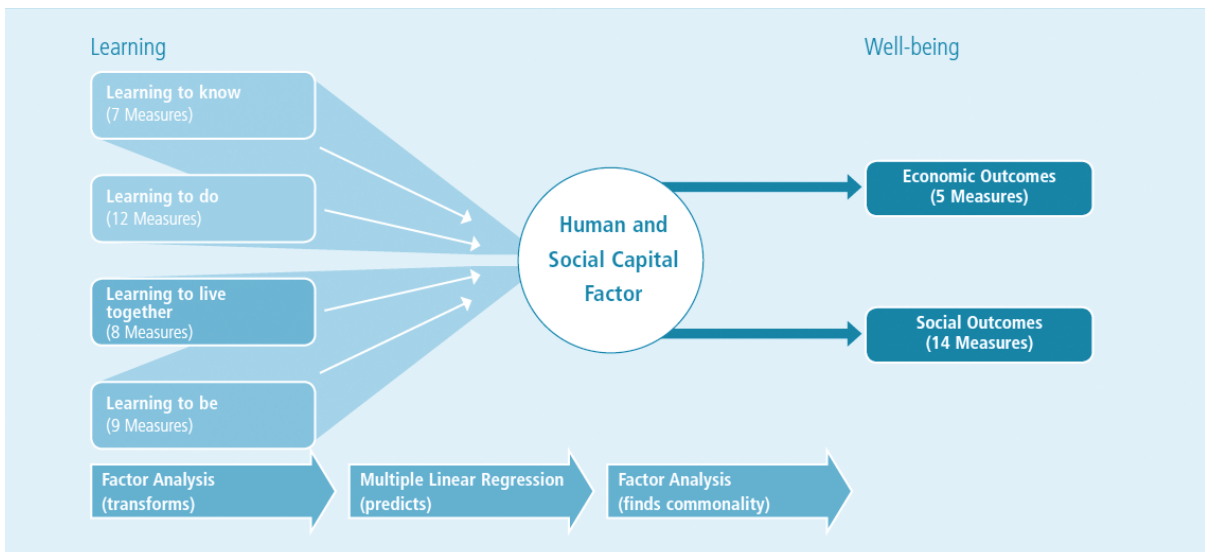 Learning
Well-being
Learning to know
(7 Measures)
Learning to do
(12 Measures)
Learning to live
together
(8 Measures)
Learning to be
(9 Measures)
Human and
Social Capital
Factor
Economic Outcomes
(5 Measures)
Social Outcomes
(14 Measures)
Factor Analysis
(transforms)
Multiple Linear Regression
(predicts)
Factor Analysis
(finds commonality)